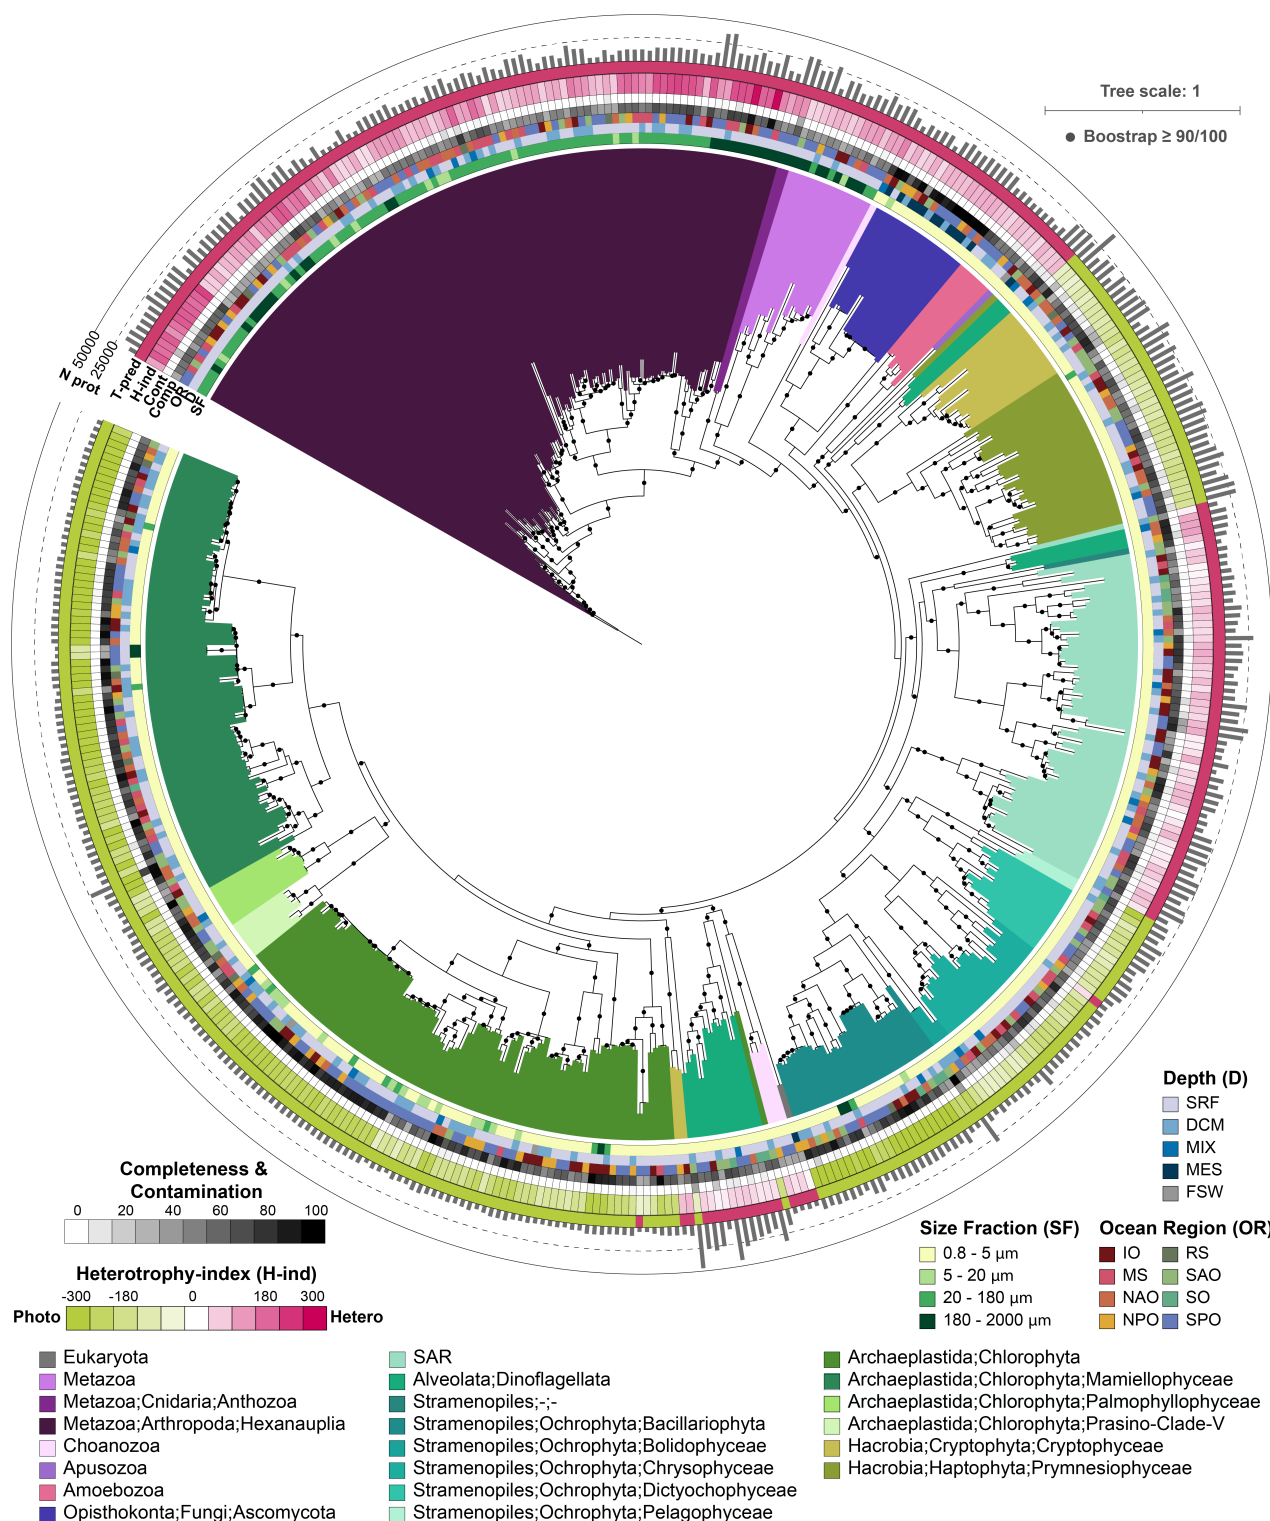 Tree scale: 1
Boostrap ≥ 90/100
50000
25000
N prot
T-pred
H-ind
Cont
Comp
OR
D
SF
Depth (D)
SRF
DCM
MIX
MES
FSW
Completeness &
Contamination
0 20 40 60 80 100
Heterotrophy-index (H-ind)
-300 -180 0 180 300
Photo Hetero
Size Fraction (SF)
0.8 - 5 µm
5 - 20 µm
20 - 180 µm
180 - 2000 µm
Ocean Region (OR)
IO RS
MS SAO
NAO SO
NPO SPO
Eukaryota
Metazoa
Metazoa;Cnidaria;Anthozoa
Metazoa;Arthropoda;Hexanauplia
Choanozoa
Apusozoa
Amoebozoa
Opisthokonta;Fungi;Ascomycota
SAR
Alveolata;Dinoflagellata
Stramenopiles;-;-
Stramenopiles;Ochrophyta;Bacillariophyta
Stramenopiles;Ochrophyta;Bolidophyceae
Stramenopiles;Ochrophyta;Chrysophyceae
Stramenopiles;Ochrophyta;Dictyochophyceae
Stramenopiles;Ochrophyta;Pelagophyceae
Archaeplastida;Chlorophyta
Archaeplastida;Chlorophyta;Mamiellophyceae
Archaeplastida;Chlorophyta;Palmophyllophyceae
Archaeplastida;Chlorophyta;Prasino-Clade-V
Hacrobia;Cryptophyta;Cryptophyceae
Hacrobia;Haptophyta;Prymnesiophyceae